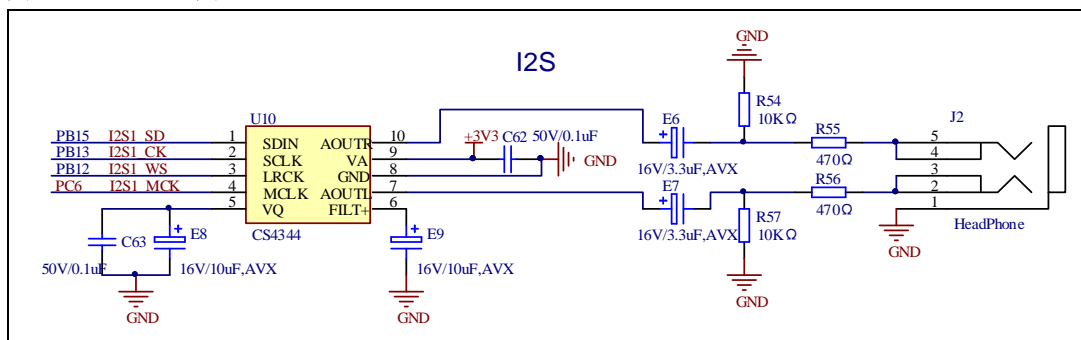 I2S
GND
U10
PB15 I2S1_SD 1 SDIN AOUTR 10
PB13 I2S1_CK 2 SCLK VA 9
PB12 I2S1_WS 3 LRCK GND 8
PC6 I2S1_MCK 4 MCLK AOUTL 7
5 VQ FILT+ 6
CS4344
+3V3 C62 50V/0.1uF
GND
E6
+
16V/3.3uF,AVX
E7
+
16V/3.3uF,AVX
R54
10KΩ
R55
470Ω
R56
470Ω
R57
10KΩ
GND
J2
5
4
3
2
1
HeadPhone
GND
C63
50V/0.1uF
+
E8
16V/10uF,AVX
GND
+
E9
16V/10uF,AVX
GND